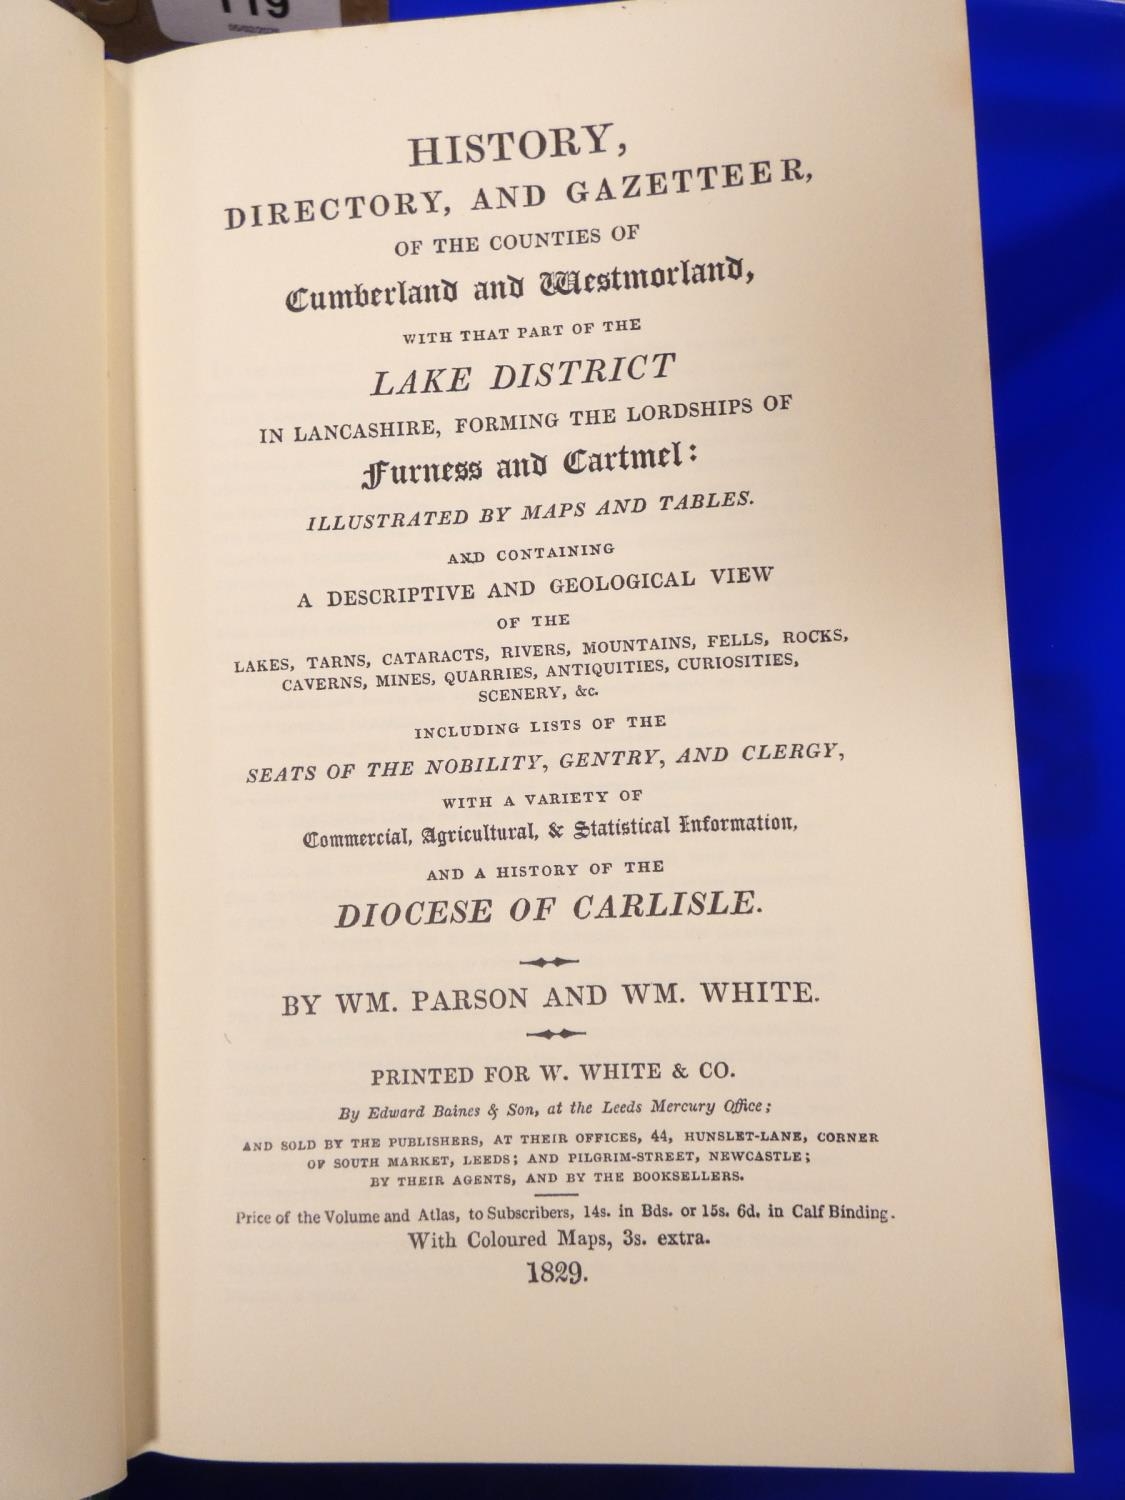 119
HISTORY,
DIRECTORY, AND GAZETTEER,
OF THE COUNTIES OF
Cumberland and Westmorland,
WITH THAT PART OF THE
LAKE DISTRICT
IN LANCASHIRE, FORMING THE LORDSHIPS OF
Furness and Cartmel:
ILLUSTRATED BY MAPS AND TABLES.
AND CONTAINING
A DESCRIPTIVE AND GEOLOGICAL VIEW
OF THE
LAKES, TARNS, CATARACTS, RIVERS, MOUNTAINS, FELLS, ROCKS,
CAVERNS, MINES, QUARRIES, ANTIQUITIES, CURIOSITIES,
SCENERY, &c.
INCLUDING LISTS OF THE
SEATS OF THE NOBILITY, GENTRY, AND CLERGY,
WITH A VARIETY OF
Commercial, Agricultural, & Statistical Information,
AND A HISTORY OF THE
DIOCESE OF CARLISLE.
BY WM. PARSON AND WM. WHITE.
PRINTED FOR W. WHITE & CO.
By Edward Baines & Son, at the Leeds Mercury Office;
AND SOLD BY THE PUBLISHERS, AT THEIR OFFICES, 44, HUNSLET-LANE, CORNER
OF SOUTH MARKET, LEEDS; AND PILGRIM-STREET, NEWCASTLE;
BY THEIR AGENTS, AND BY THE BOOKSELLERS.
Price of the Volume and Atlas, to Subscribers, 14s. in Bds. or 15s. 6d. in Calf Binding.
With Coloured Maps, 3s. extra.
1829.